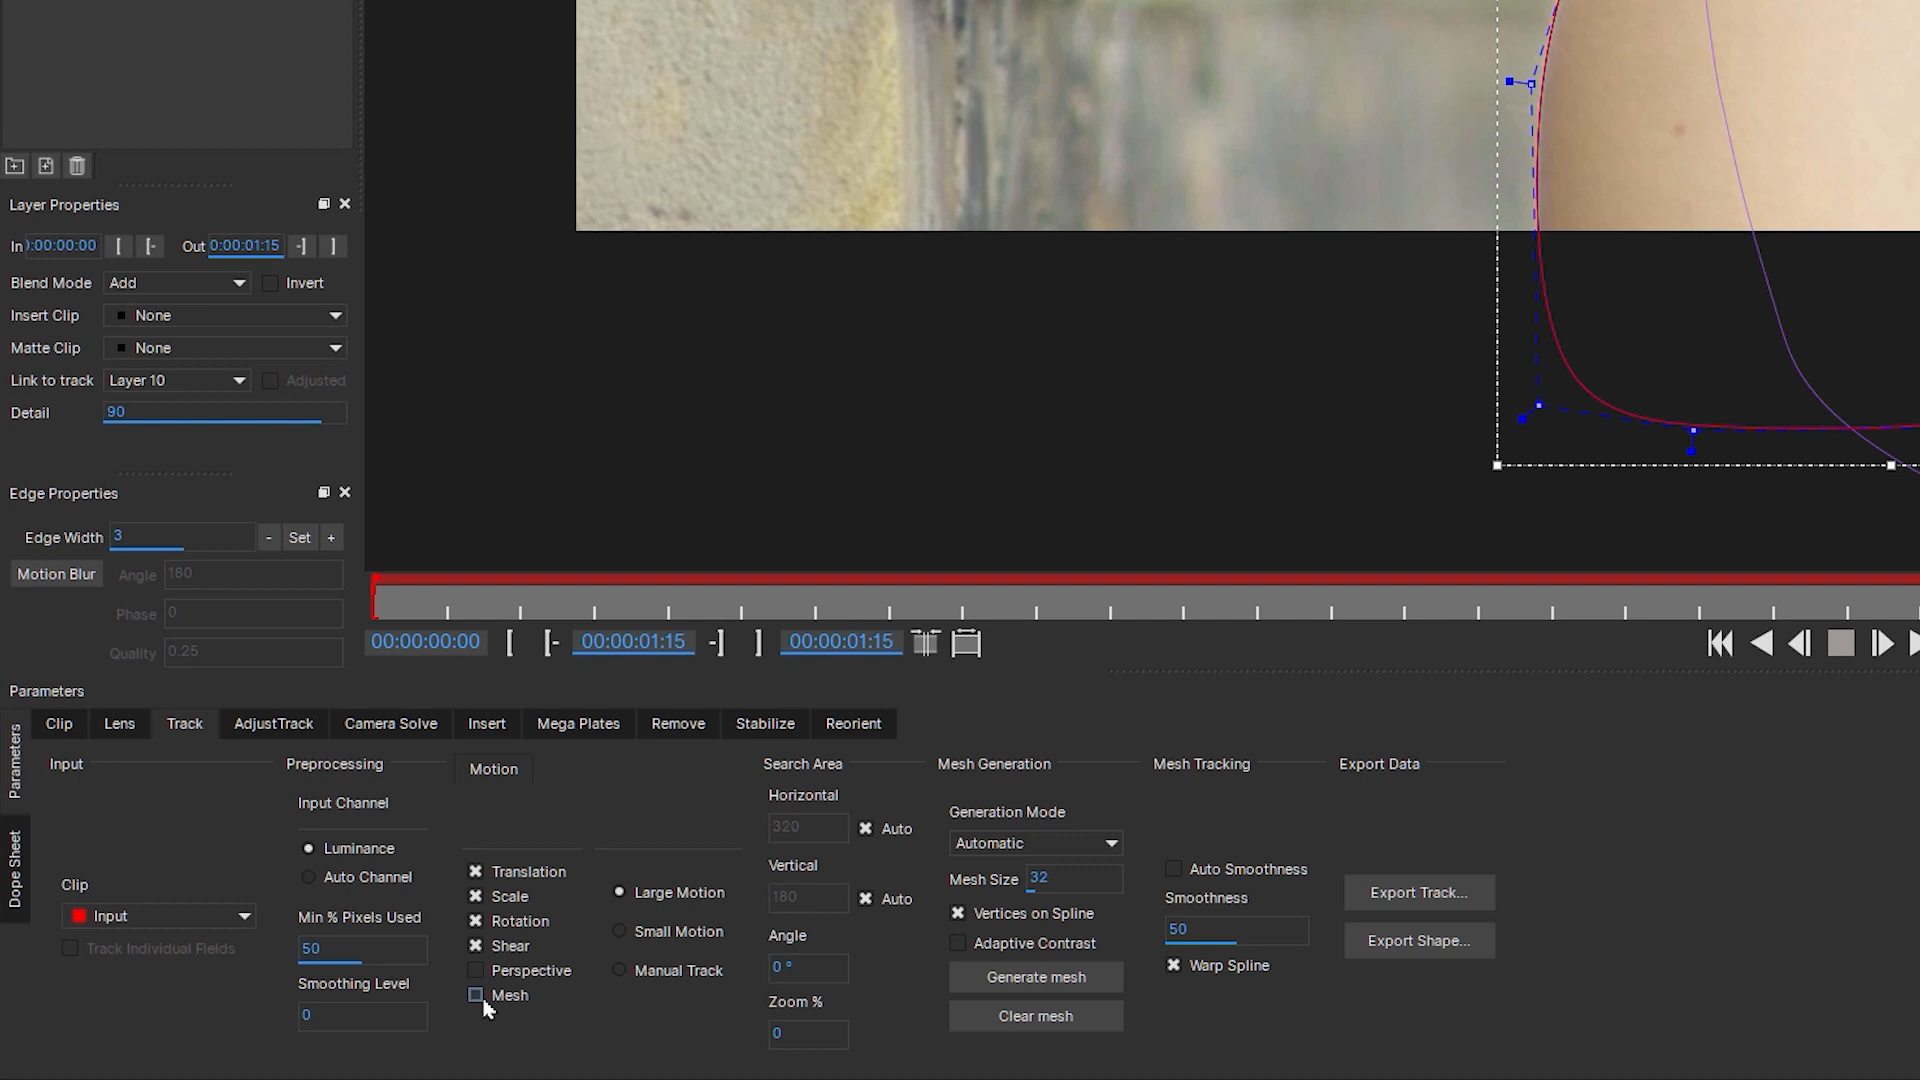 Layer Properties
In :00:00:00 [ [- Out 0:00:01:15 -] ]
Blend Mode Add Invert
Insert Clip None
Matte Clip None
Link to track Layer 10 Adjusted
Detail 90
Edge Properties
Edge Width 3 - Set +
Motion Blur Angle 180
Phase 0
Quality 0.25
00:00:00:00 [ [- 00:00:01:15 -] ] 00:00:01:15
Parameters
Parameters
Dope Sheet
Clip Lens Track AdjustTrack Camera Solve Insert Mega Plates Remove Stabilize Reorient
Input
Clip
Input
Track Individual Fields
Preprocessing
Input Channel
Luminance
Auto Channel
Min % Pixels Used
50
Smoothing Level
0
Motion
Translation
Scale
Rotation
Shear
Perspective
Mesh
Large Motion
Small Motion
Manual Track
Search Area
Horizontal
320 Auto
Vertical
180 Auto
Angle
0 °
Zoom %
0
Mesh Generation
Generation Mode
Automatic
Mesh Size 32
Vertices on Spline
Adaptive Contrast
Generate mesh
Clear mesh
Mesh Tracking
Auto Smoothness
Smoothness
50
Warp Spline
Export Data
Export Track...
Export Shape...